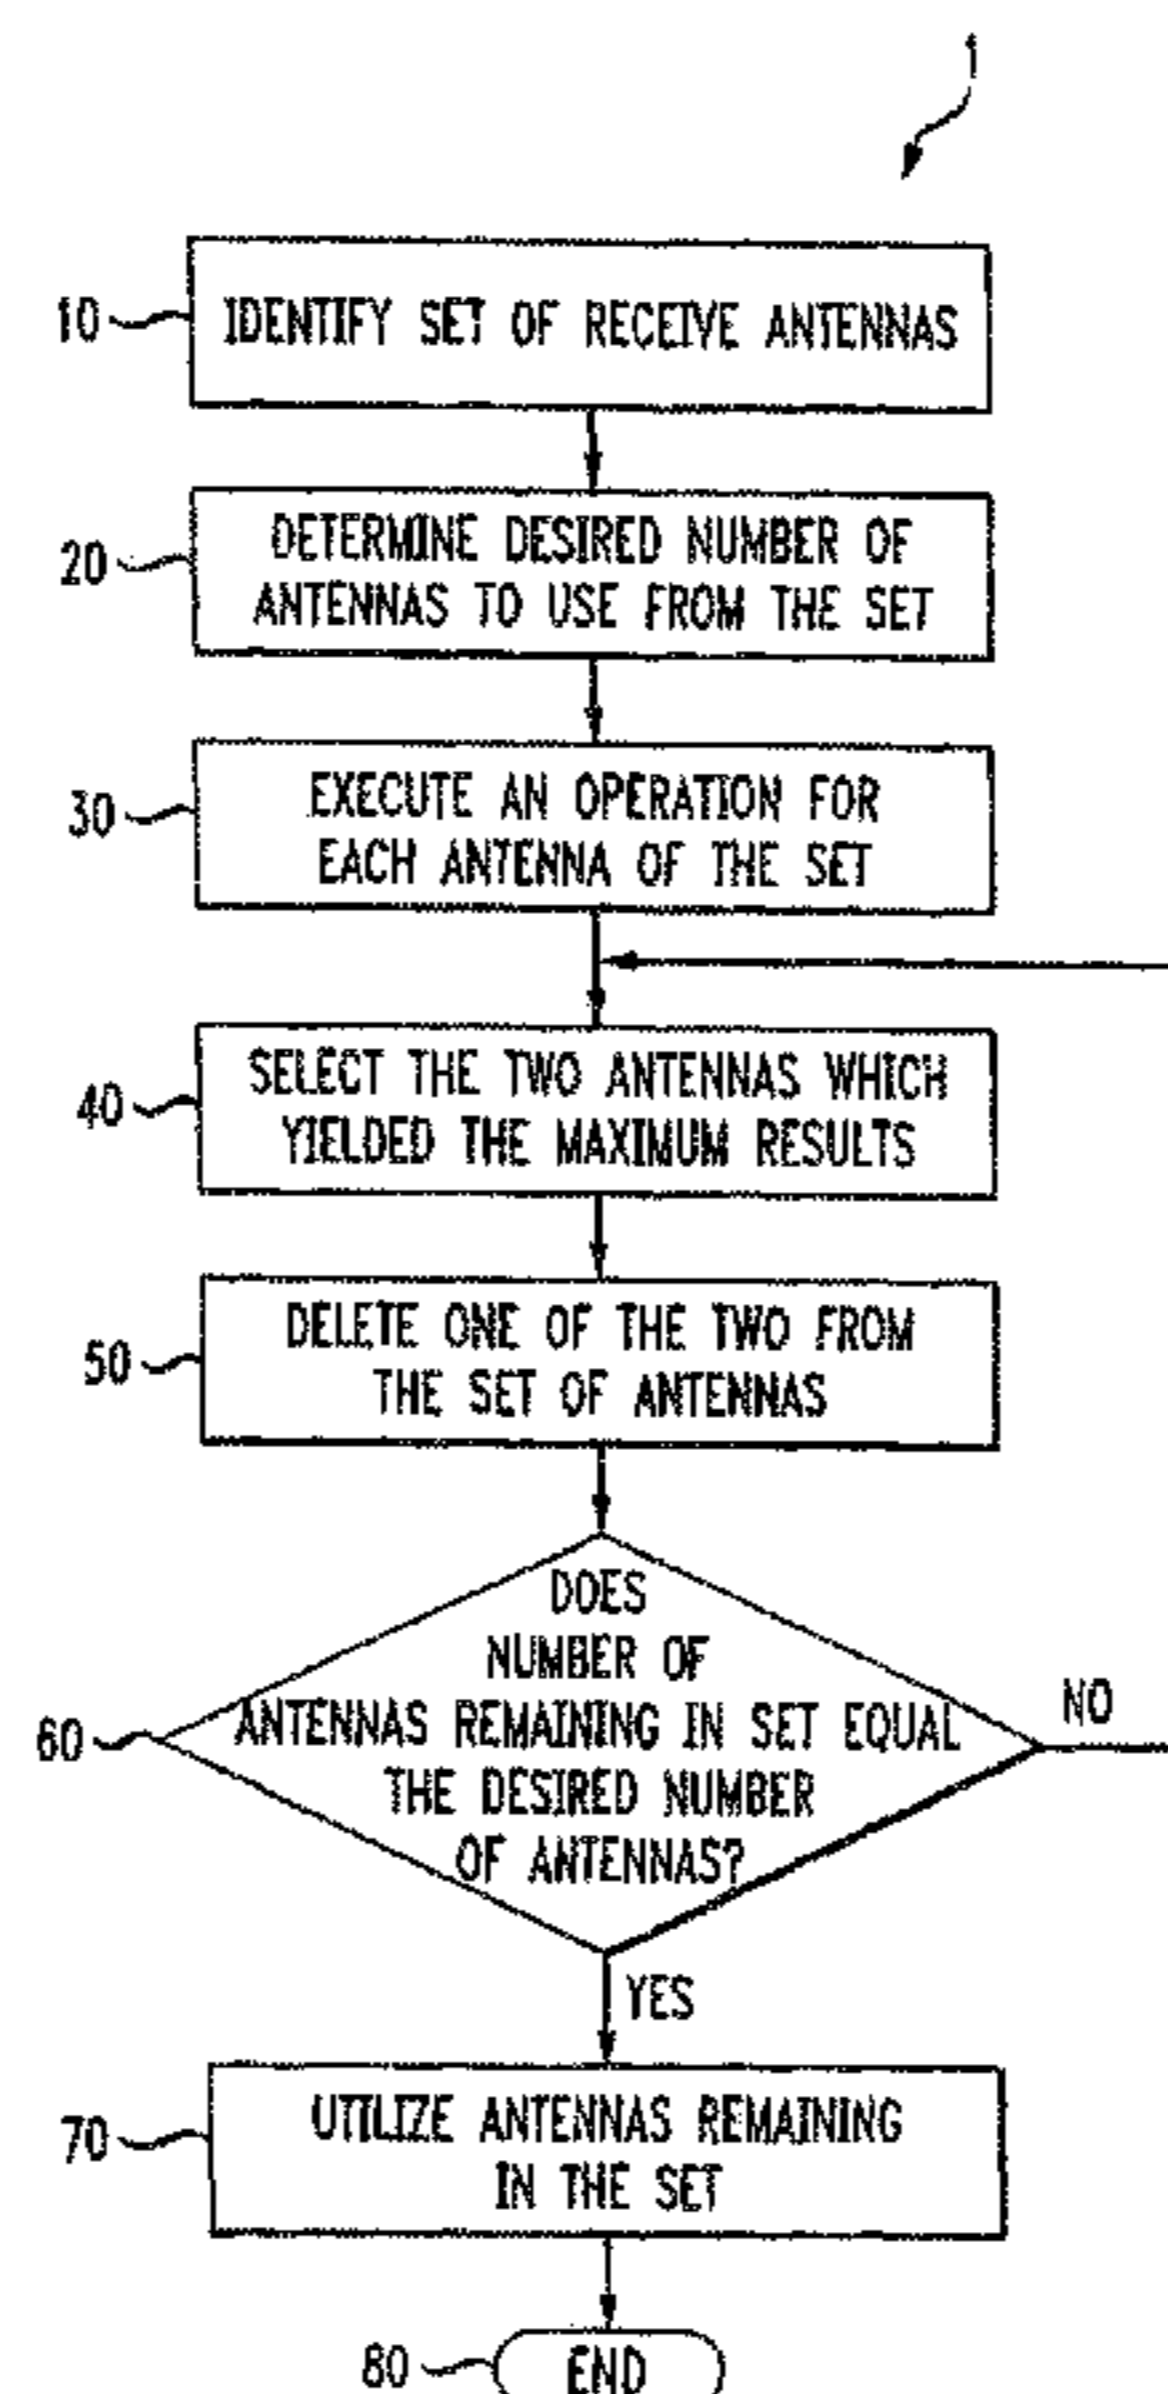 1
10
IDENTIFY SET OF RECEIVE ANTENNAS
20
DETERMINE DESIRED NUMBER OF
ANTENNAS TO USE FROM THE SET
30
EXECUTE AN OPERATION FOR
EACH ANTENNA OF THE SET
40
SELECT THE TWO ANTENNAS WHICH
YIELDED THE MAXIMUM RESULTS
50
DELETE ONE OF THE TWO FROM
THE SET OF ANTENNAS
60
DOES
NUMBER OF
ANTENNAS REMAINING IN SET EQUAL
THE DESIRED NUMBER
OF ANTENNAS?
NO
YES
70
UTILIZE ANTENNAS REMAINING
IN THE SET
80
END